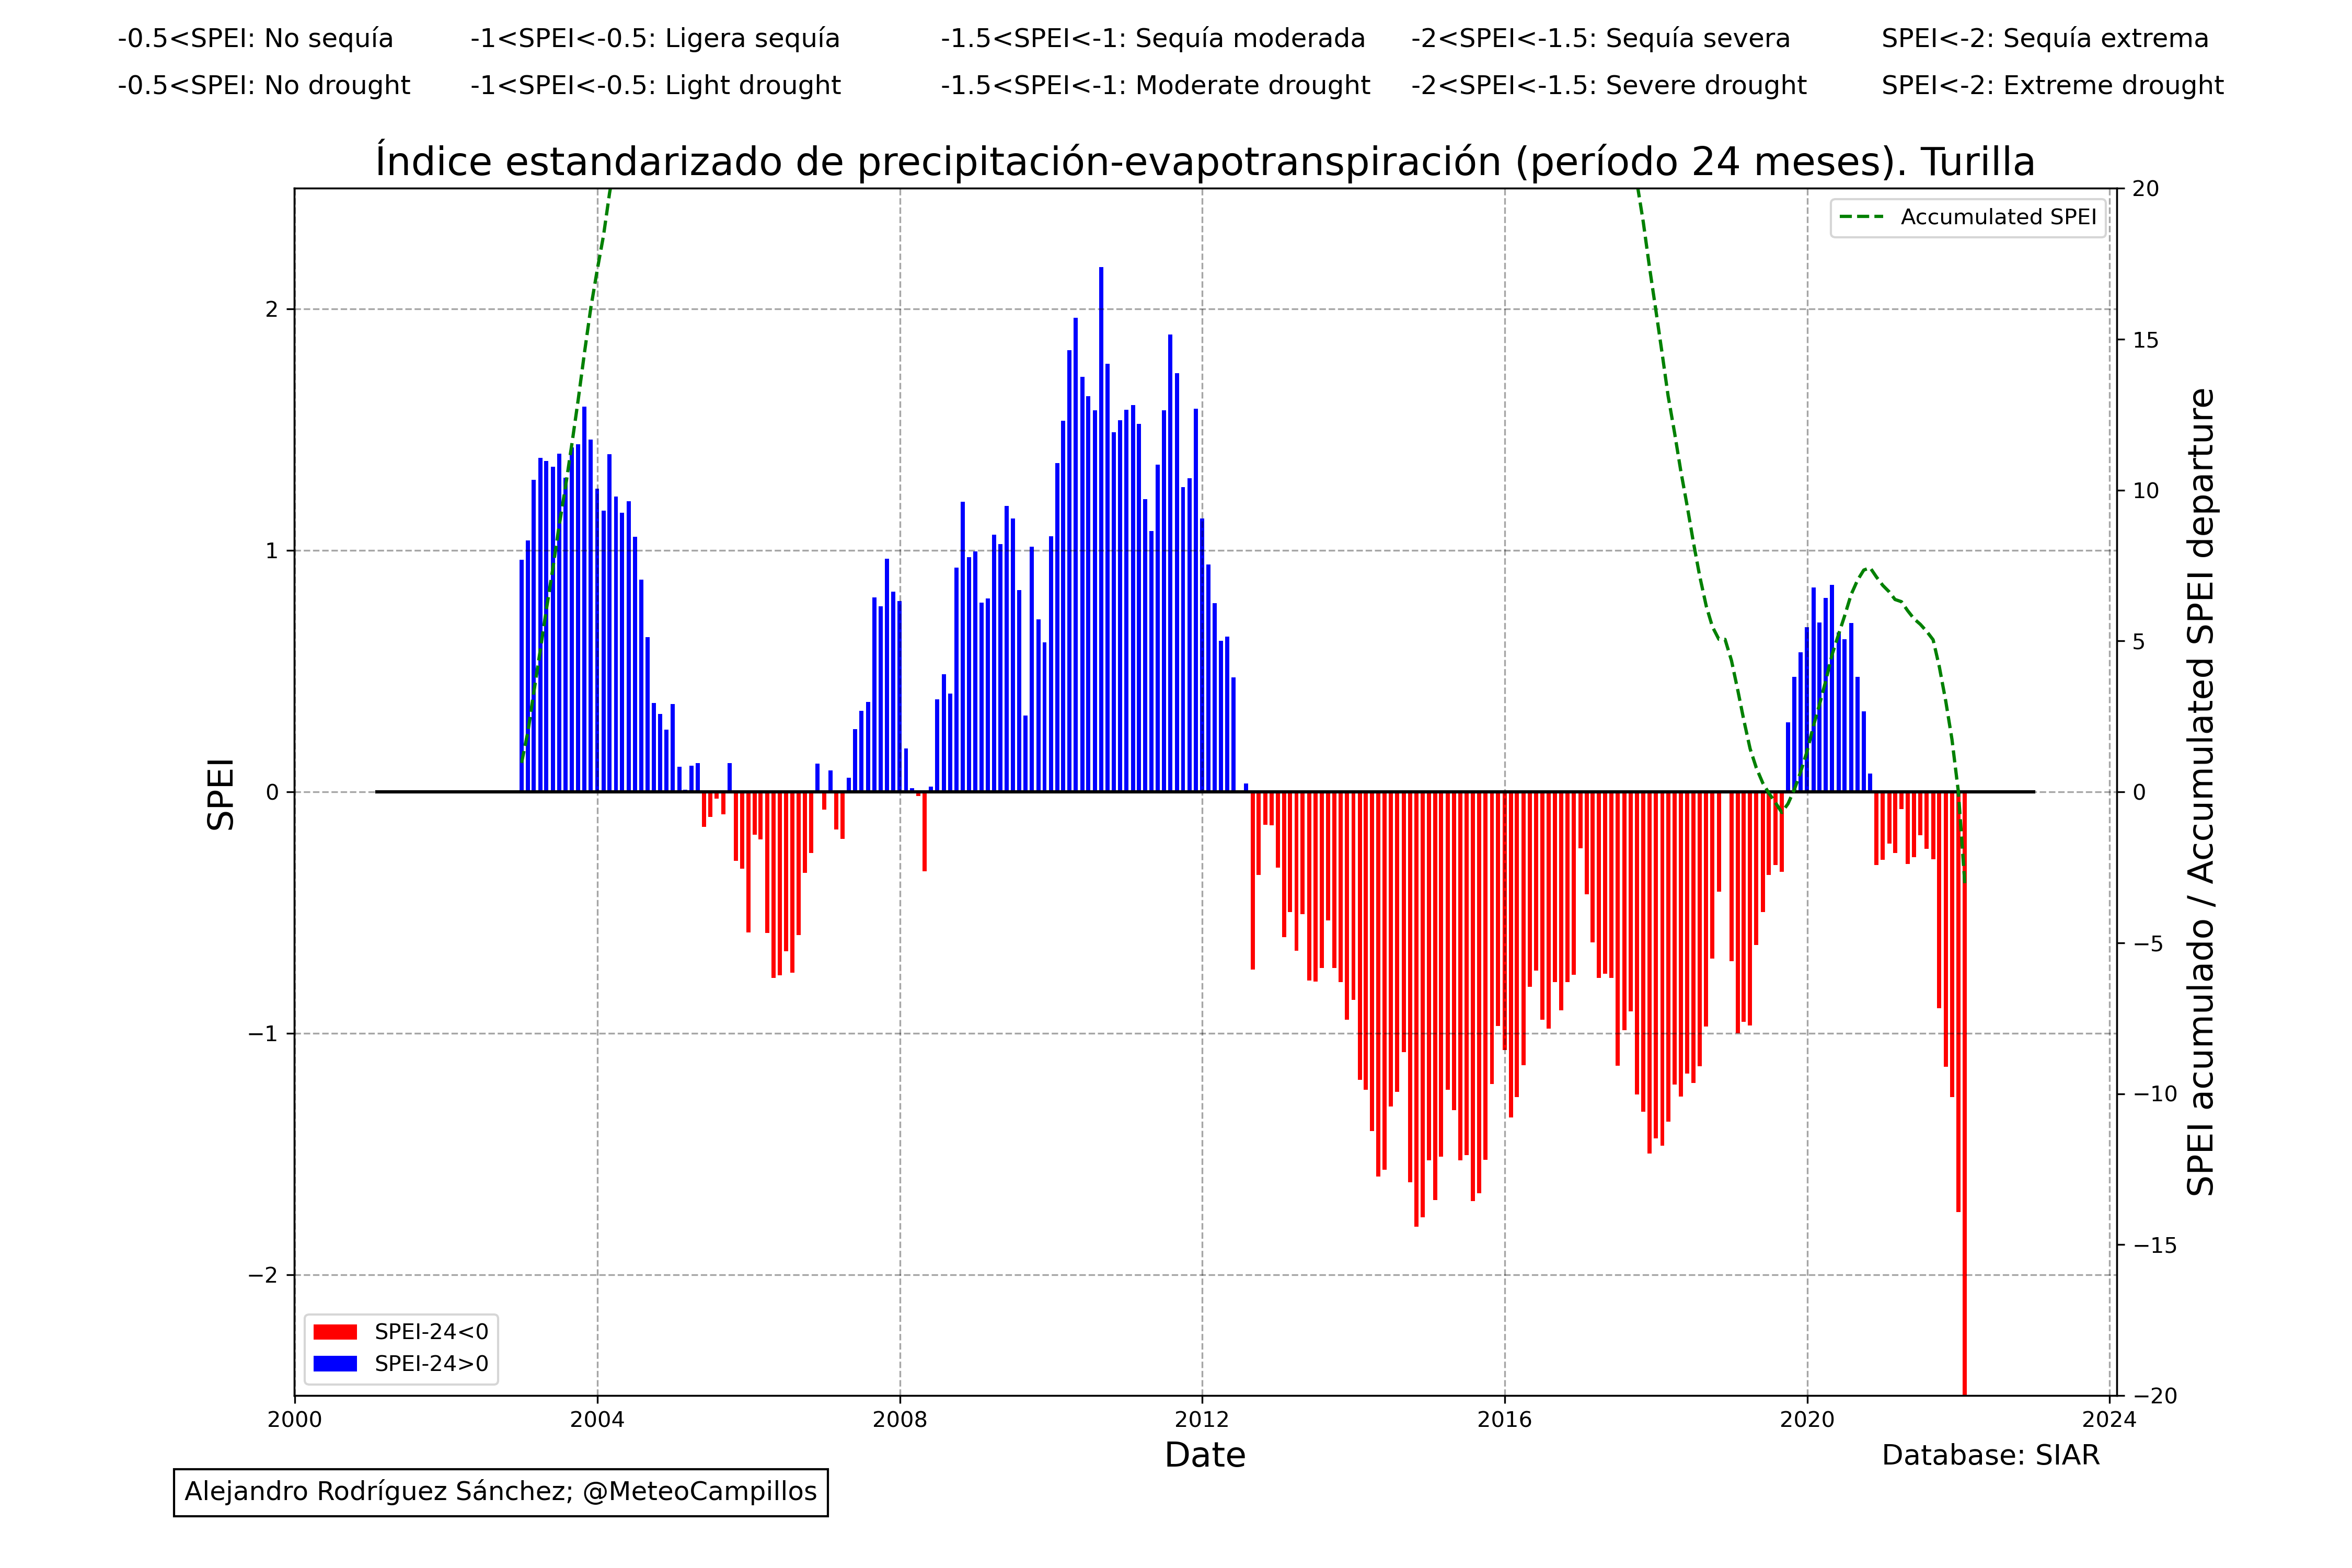 -0.5<SPEI: No sequía -1<SPEI<-0.5: Ligera sequía -1.5<SPEI<-1: Sequía moderada -2<SPEI<-1.5: Sequía severa SPEI<-2: Sequía extrema
-0.5<SPEI: No drought -1<SPEI<-0.5: Light drought -1.5<SPEI<-1: Moderate drought -2<SPEI<-1.5: Severe drought SPEI<-2: Extreme drought
Índice estandarizado de precipitación-evapotranspiración (período 24 meses). Turilla
SPEI
2
1
0
−1
−2
Accumulated SPEI
20
15
10
5
0
−5
−10
−15
−20
SPEI acumulado / Accumulated SPEI departure
SPEI-24<0
SPEI-24>0
2000 2004 2008 2012 2016 2020 2024
Date
Database: SIAR
Alejandro Rodríguez Sánchez; @MeteoCampillos